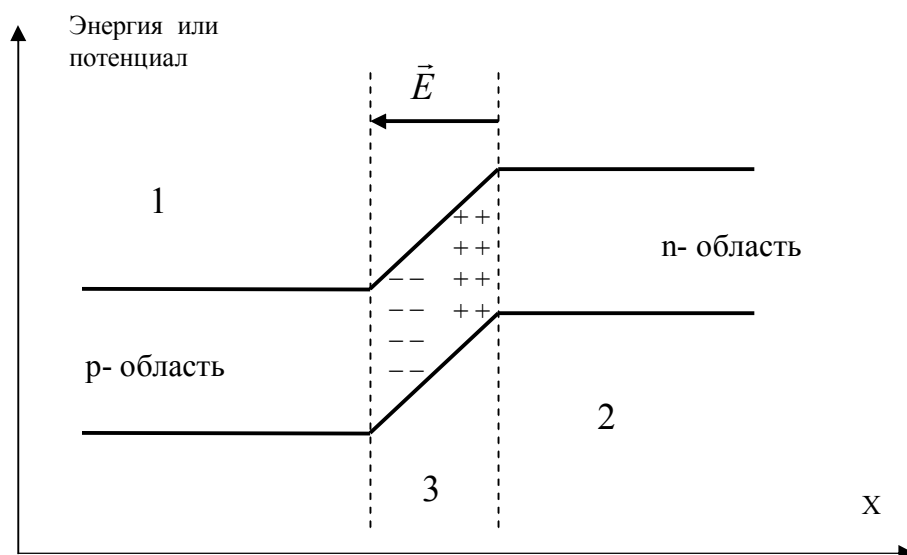 Энергия или
потенциал
E
1
+ +
+ +
n- область
– –
+ +
– –
+ +
– –
p- область
– –
2
3
X